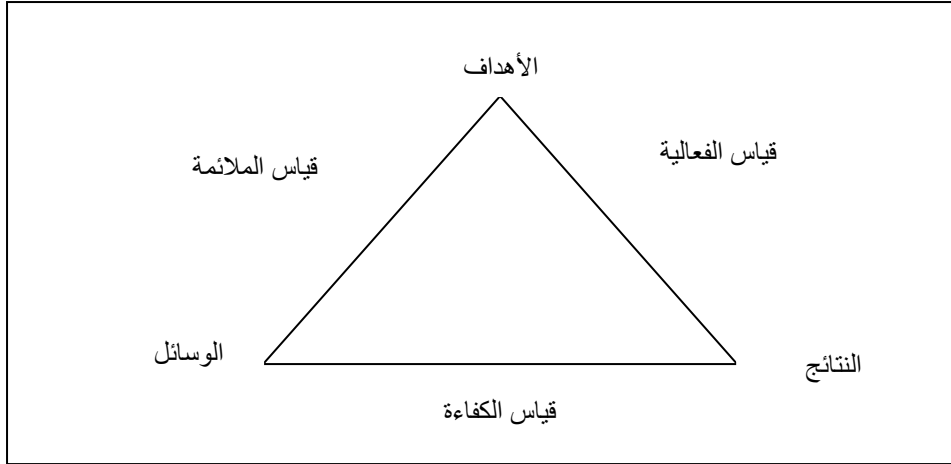 الأهداف
قياس الفعالية
قياس الملائمة
الوسائل
النتائج
قياس الكفاءة